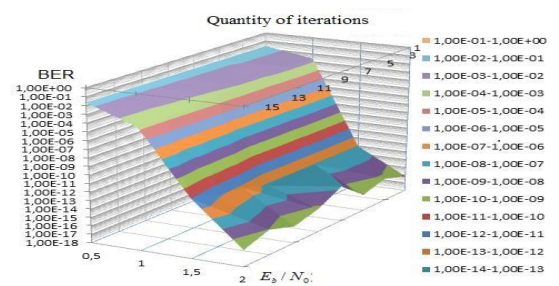 Quantity of iterations
BER
1,00E+00
1,00E-01
1,00E-02
1,00E-03
1,00E-04
1,00E-05
1,00E-06
1,00E-07
1,00E-08
1,00E-09
1,00E-10
1,00E-11
1,00E-12
1,00E-13
1,00E-14
1,00E-15
1,00E-16
1,00E-17
1,00E-18
0,5
1
1,5
2
E_b / N_0:
15
13
11
9
7
5
3
1
1,00E-01-1,00E+00
1,00E-02-1,00E-01
1,00E-03-1,00E-02
1,00E-04-1,00E-03
1,00E-05-1,00E-04
1,00E-06-1,00E-05
1,00E-07-1,00E-06
1,00E-08-1,00E-07
1,00E-09-1,00E-08
1,00E-10-1,00E-09
1,00E-11-1,00E-10
1,00E-12-1,00E-11
1,00E-13-1,00E-12
1,00E-14-1,00E-13